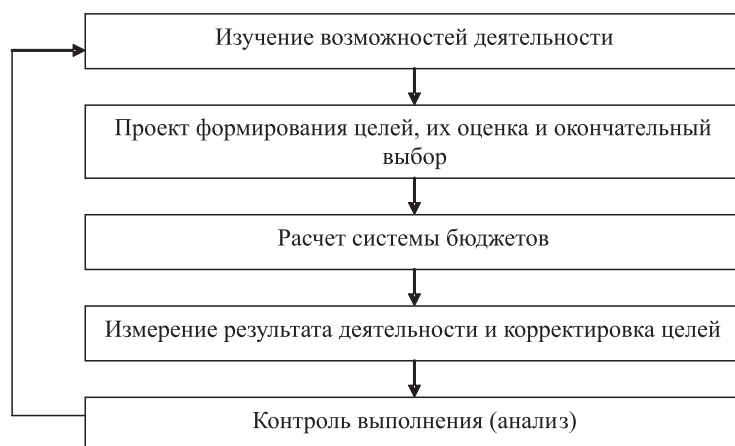 Изучение возможностей деятельности
Проект формирования целей, их оценка и окончательный
выбор
Расчет системы бюджетов
Измерение результата деятельности и корректировка целей
Контроль выполнения (анализ)